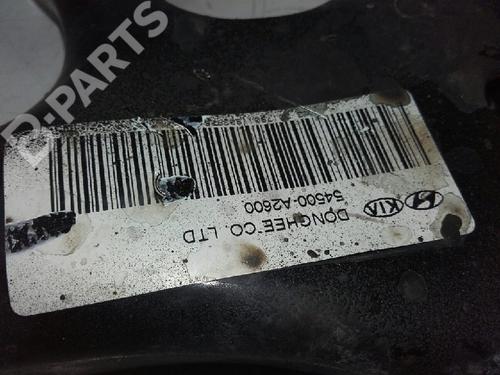 B-PARTS
KIA
54500-A2600
DONGHEE CO LTD